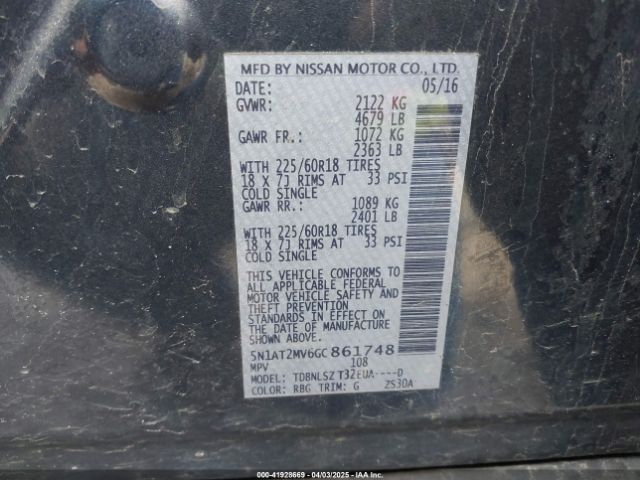 MFD BY NISSAN MOTOR CO., LTD.
DATE: 05/16
GVWR: 2122 KG
4679 LB
GAWR FR.: 1072 KG
2363 LB
WITH 225/60R18 TIRES
18 X 7J RIMS AT 33 PSI
COLD SINGLE
GAWR RR.: 1089 KG
2401 LB
WITH 225/60R18 TIRES
18 X 7J RIMS AT 33 PSI
COLD SINGLE
THIS VEHICLE CONFORMS TO
ALL APPLICABLE FEDERAL
MOTOR VEHICLE SAFETY AND
THEFT PREVENTION
STANDARDS IN EFFECT ON
THE DATE OF MANUFACTURE
SHOWN ABOVE.
5N1AT2MV6GC861748
MPV 108
MODEL: TDBNLSZ T32EUA----D
COLOR: RBG TRIM: G ZS30A
000-41928669 - 04/03/2025 - IAA Inc.